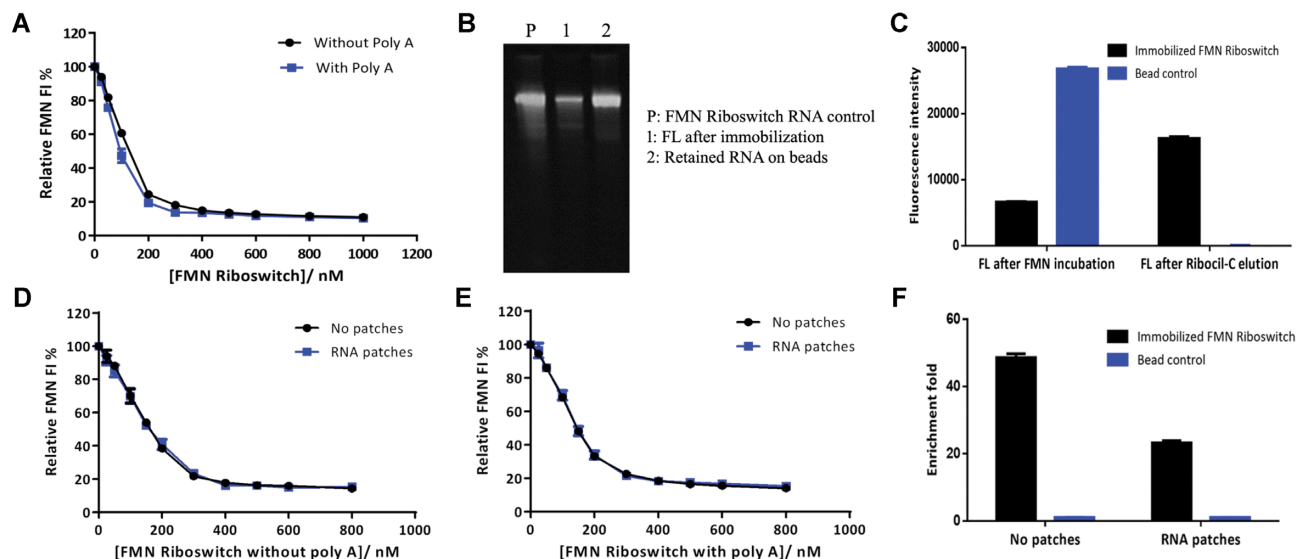 A
Without Poly A
With Poly A
120
100
80
60
40
20
0
Relative FMN FI %
0 200 400 600 800 1000 1200
[FMN Riboswitch]/ nM
B
P 1 2
P: FMN Riboswitch RNA control
1: FL after immobilization
2: Retained RNA on beads
C
Immobilized FMN Riboswitch
Bead control
30000
20000
10000
0
Fluorescence intensity
FL after FMN incubation FL after Ribocil-C elution
D
No patches
RNA patches
120
100
80
60
40
20
0
Relative FMN FI %
0 200 400 600 800 1000
[FMN Riboswitch without poly A]/ nM
E
No patches
RNA patches
120
100
80
60
40
20
0
Relative FMN FI %
0 200 400 600 800 1000
[FMN Riboswitch with poly A]/ nM
F
Immobilized FMN Riboswitch
Bead control
60
40
20
0
Enrichment fold
No patches RNA patches